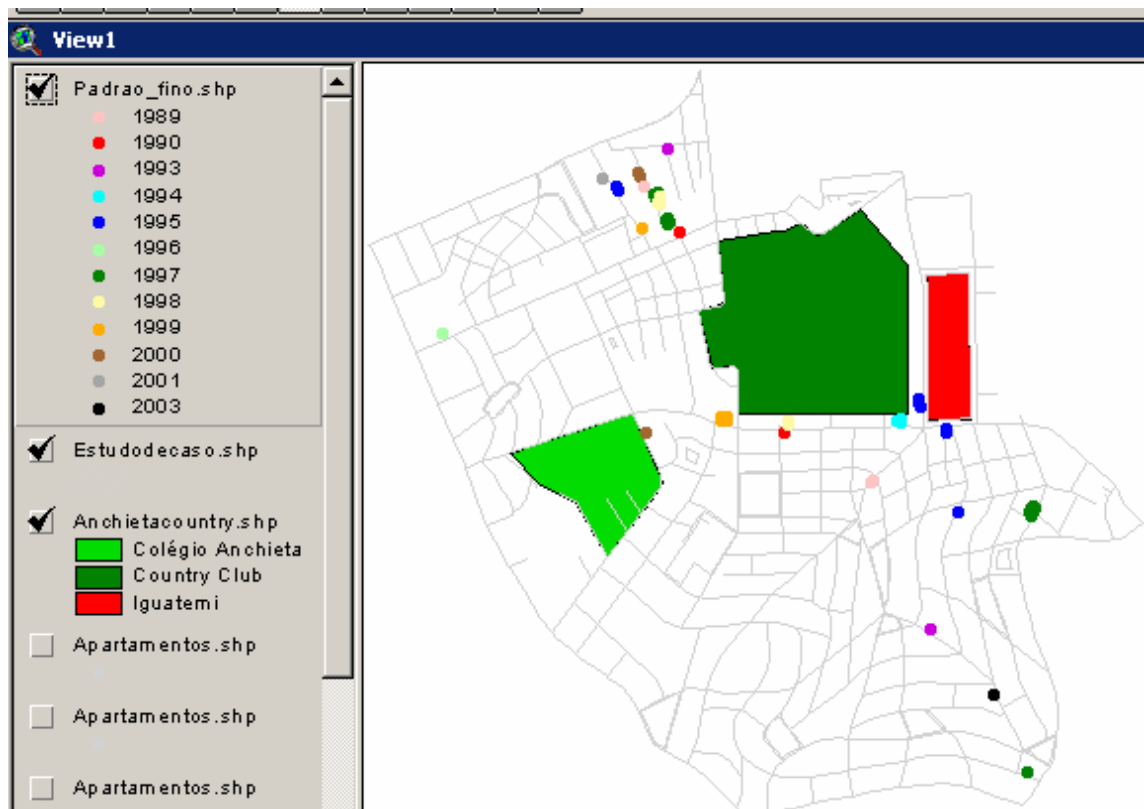 View1
Padrao_fino.shp
1989
1990
1993
1994
1995
1996
1997
1998
1999
2000
2001
2003
Estudodecaso.shp
Anchietacountry.shp
Colégio Anchieta
Country Club
Iguatemi
Apartamentos.shp
Apartamentos.shp
Apartamentos.shp